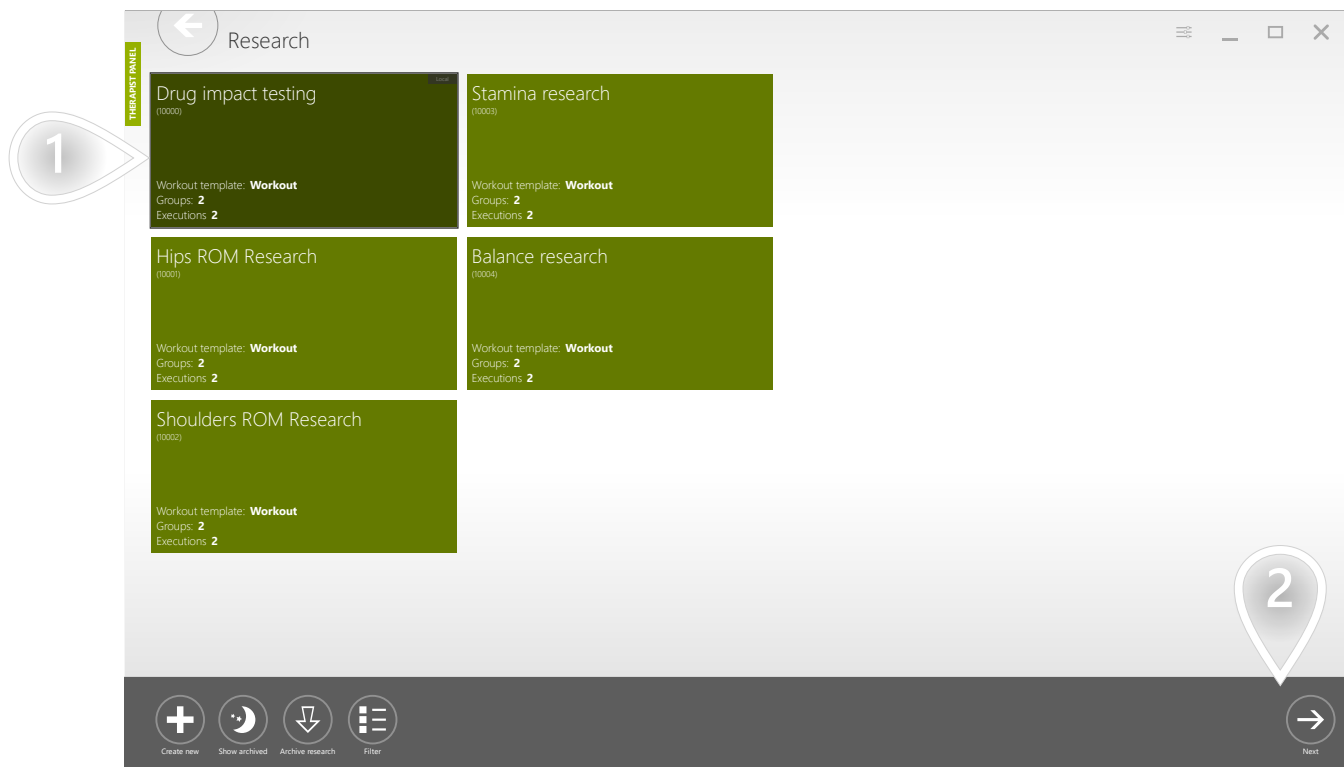 Research
THERAPIST PANEL
1
Local
Drug impact testing
(10000)
Workout template: Workout
Groups: 2
Executions 2
Stamina research
(10003)
Workout template: Workout
Groups: 2
Executions 2
Hips ROM Research
(10001)
Workout template: Workout
Groups: 2
Executions 2
Balance research
(10004)
Workout template: Workout
Groups: 2
Executions 2
Shoulders ROM Research
(10002)
Workout template: Workout
Groups: 2
Executions 2
2
Create new
Show archived
Archive research
Filter
Next